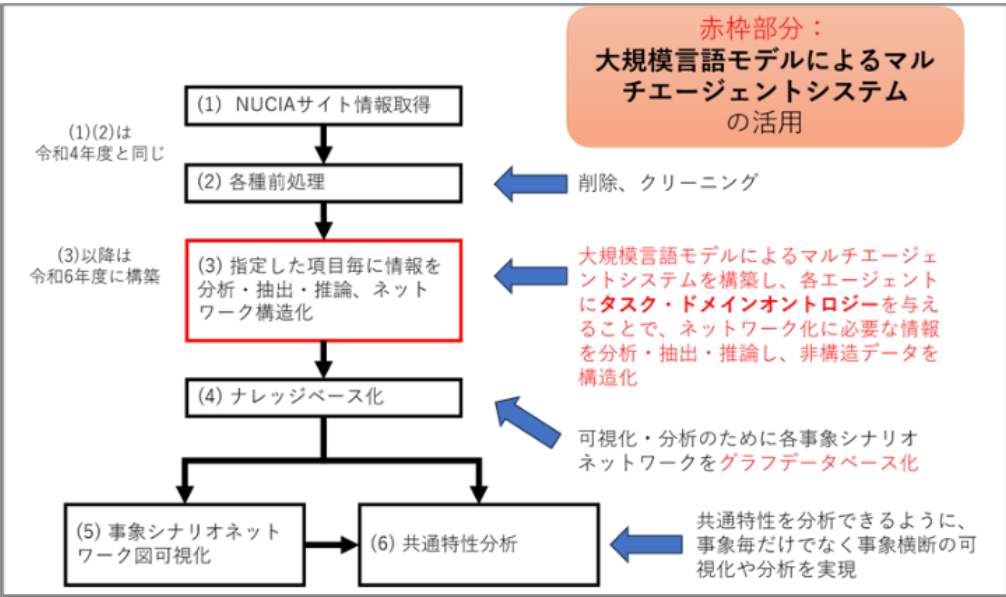 赤枠部分：
大規模言語モデルによるマル
チエージェントシステム
の活用
(1) NUCIAサイト情報取得
(1)(2)は
令和4年度と同じ
(2) 各種前処理
削除、クリーニング
(3)以降は
令和6年度に構築
(3) 指定した項目毎に情報を
分析・抽出・推論、ネット
ワーク構造化
大規模言語モデルによるマルチエージェ
ントシステムを構築し、各エージェント
にタスク・ドメインオントロジーを与え
ることで、ネットワーク化に必要な情報
を分析・抽出・推論し、非構造データを
構造化
(4) ナレッジベース化
可視化・分析のために各事象シナリオ
ネットワークをグラフデータベース化
(5) 事象シナリオネット
ワーク図可視化
(6) 共通特性分析
共通特性を分析できるように、
事象毎だけでなく事象横断の可
視化や分析を実現